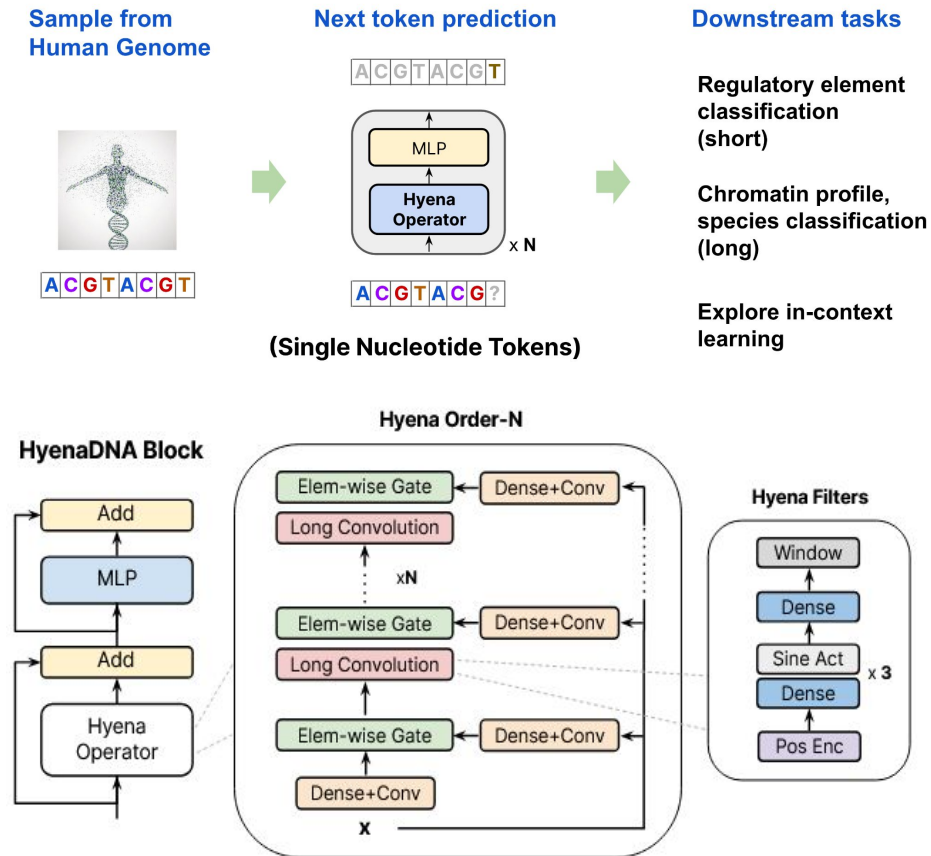 Sample from
Human Genome
ACGTACGT
Next token prediction
ACGTACGT
MLP
Hyena
Operator
x N
ACGTACG?
(Single Nucleotide Tokens)
Downstream tasks
Regulatory element
classification
(short)
Chromatin profile,
species classification
(long)
Explore in-context
learning
HyenaDNA Block
Add
MLP
Add
Hyena
Operator
Hyena Order-N
Elem-wise Gate
Dense+Conv
Long Convolution
xN
Elem-wise Gate
Dense+Conv
Long Convolution
Elem-wise Gate
Dense+Conv
Dense+Conv
x
Hyena Filters
Window
Dense
Sine Act
x 3
Dense
Pos Enc